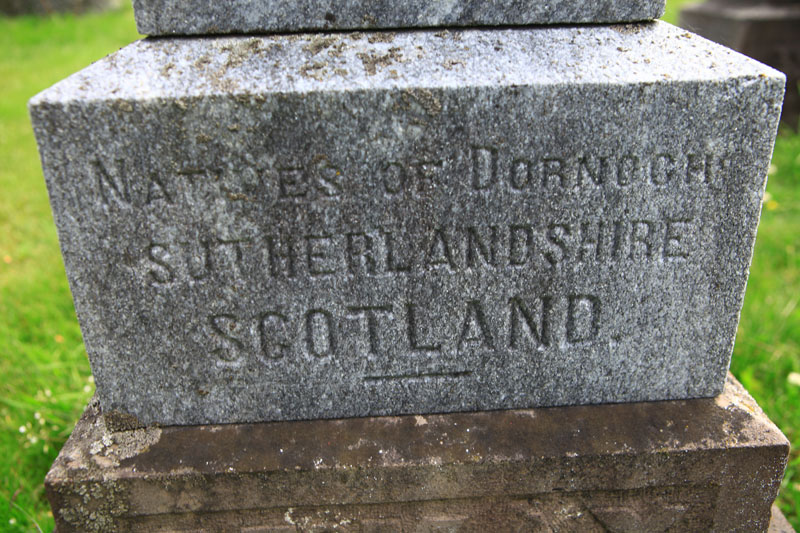 NATIVES OF DORNOCH
SUTHERLANDSHIRE
SCOTLAND.